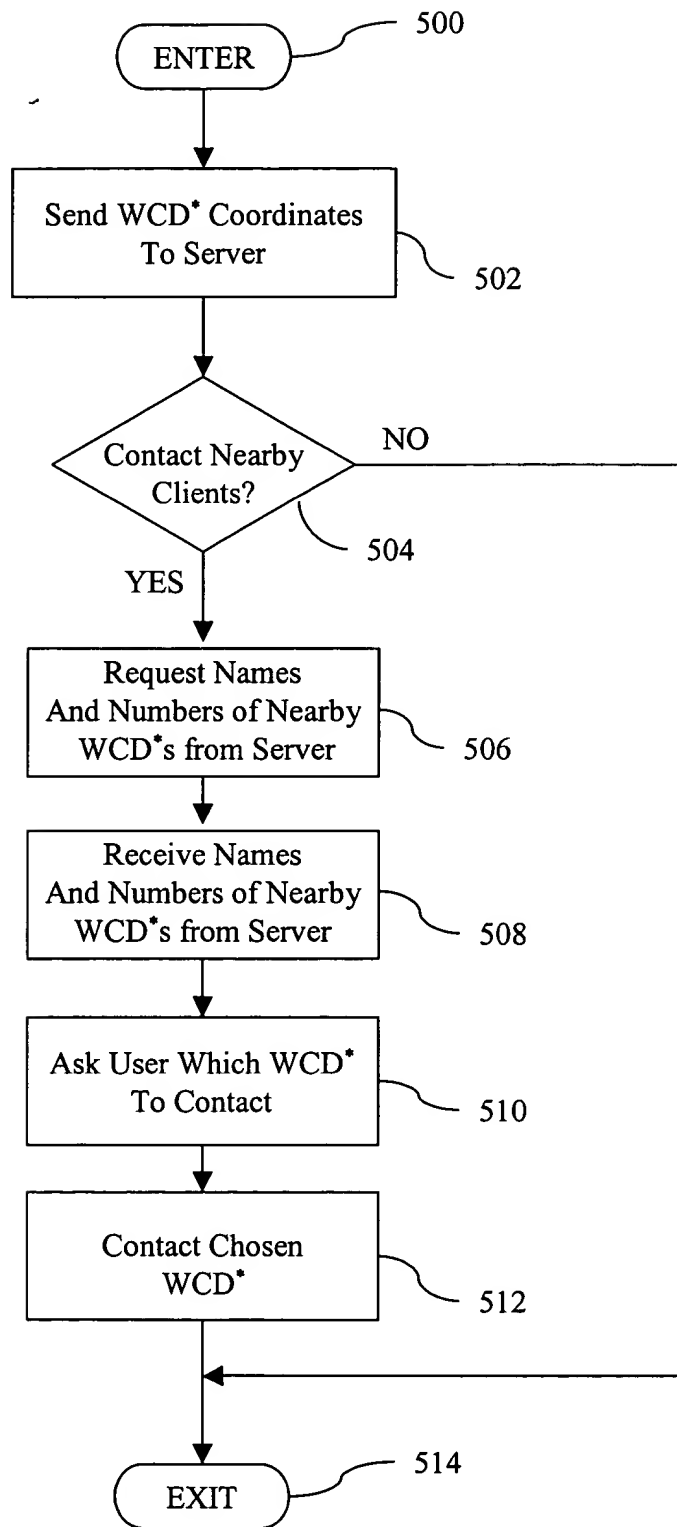 500
ENTER
Send WCD* Coordinates
To Server
502
NO
Contact Nearby
Clients?
504
YES
Request Names
And Numbers of Nearby
WCD*s from Server
506
Receive Names
And Numbers of Nearby
WCD*s from Server
508
Ask User Which WCD*
To Contact
510
Contact Chosen
WCD*
512
514
EXIT